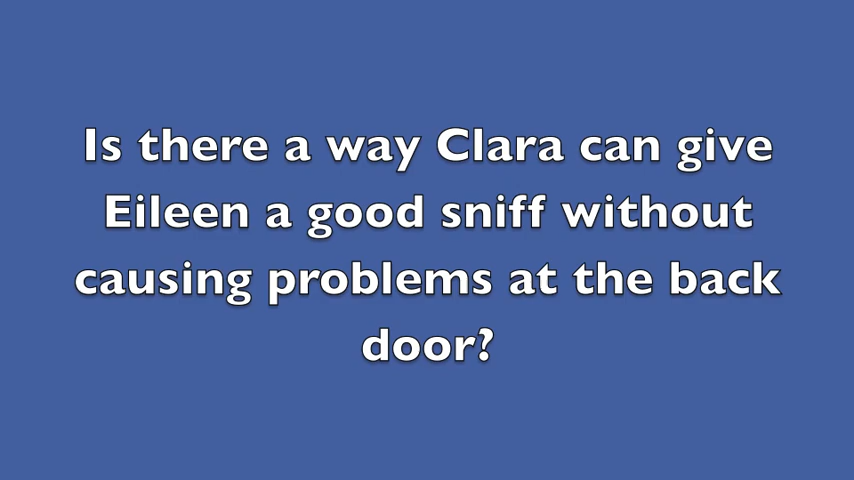 Is there a way Clara can give
Eileen a good sniff without
causing problems at the back
door?